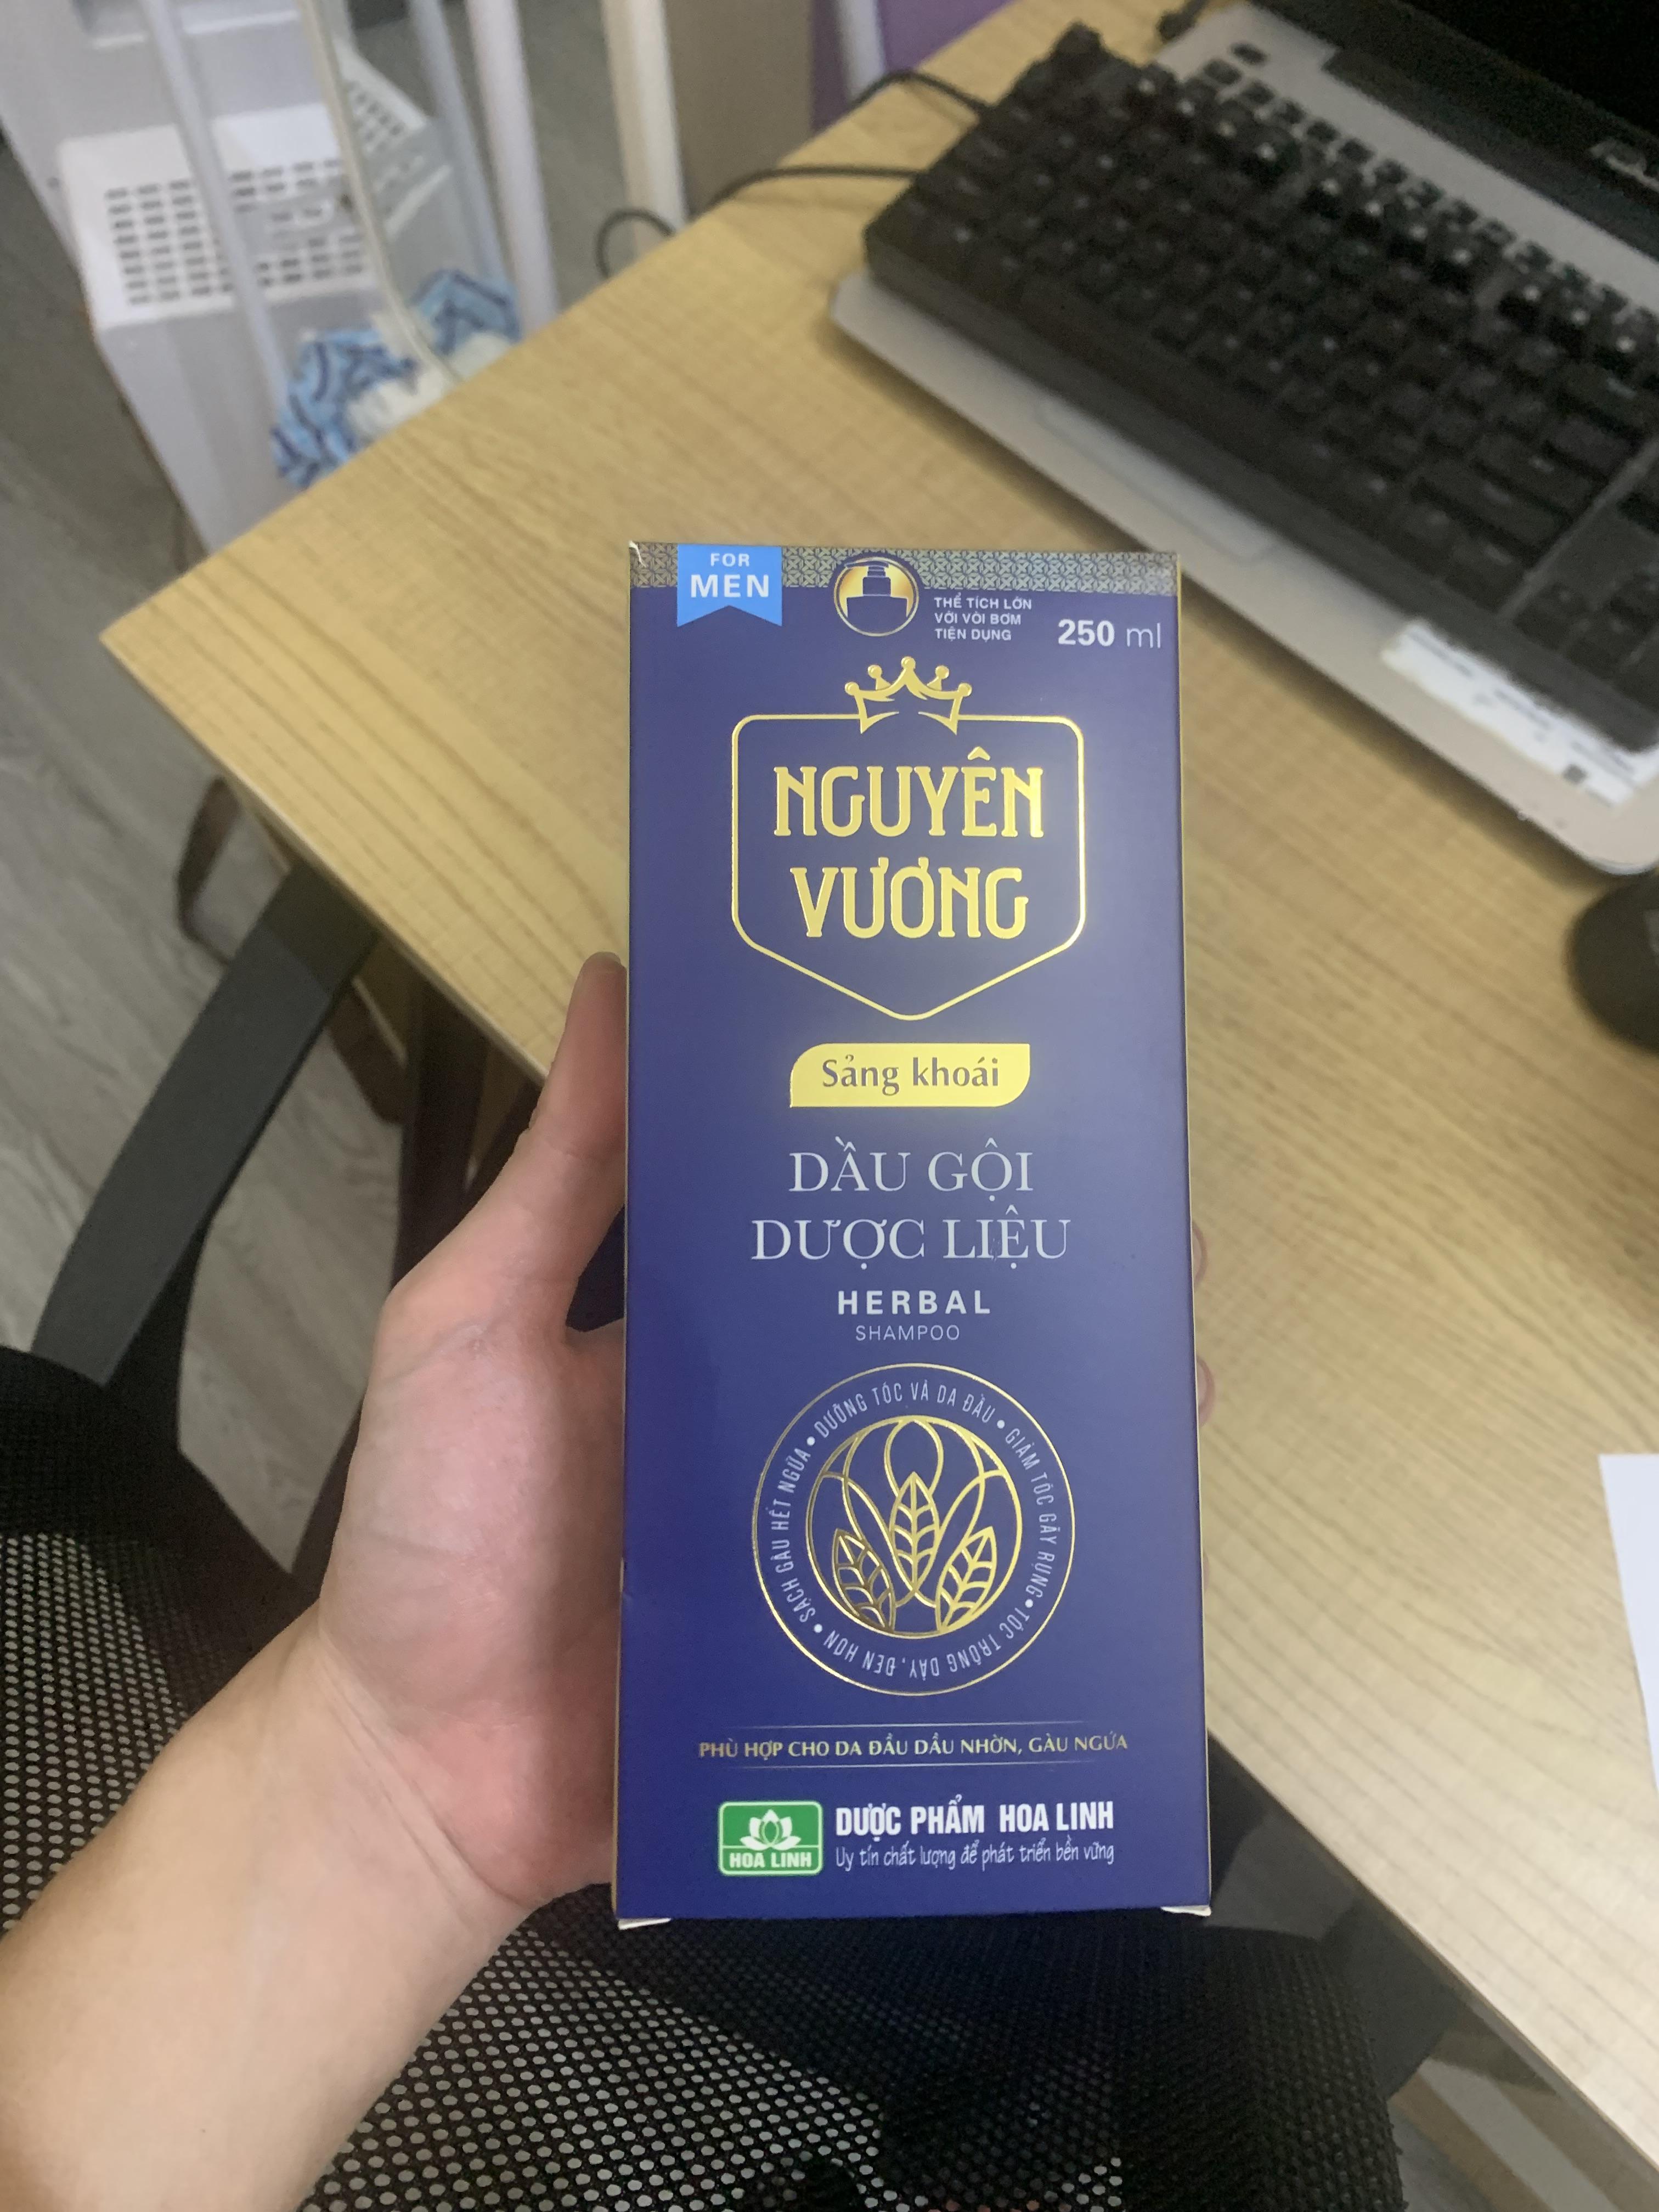 FOR
MEN
THỂ TÍCH LỚN
VỚI VÒI BƠM
TIỆN DỤNG
250 ml
NGUYÊN
VƯƠNG
Sảng khoái
DẦU GỘI
DƯỢC LIỆU
HERBAL
SHAMPOO
• DƯỠNG TÓC VÀ DA ĐẦU • GIẢM TÓC GÃY RỤNG • TÓC TRÔNG DÀY, ĐEN HƠN • SẠCH GÀU HẾT NGỨA
PHÙ HỢP CHO DA ĐẦU DẦU NHỜN, GÀU NGỨA
HOA LINH
DƯỢC PHẨM HOA LINH
Uy tín chất lượng để phát triển bền vững